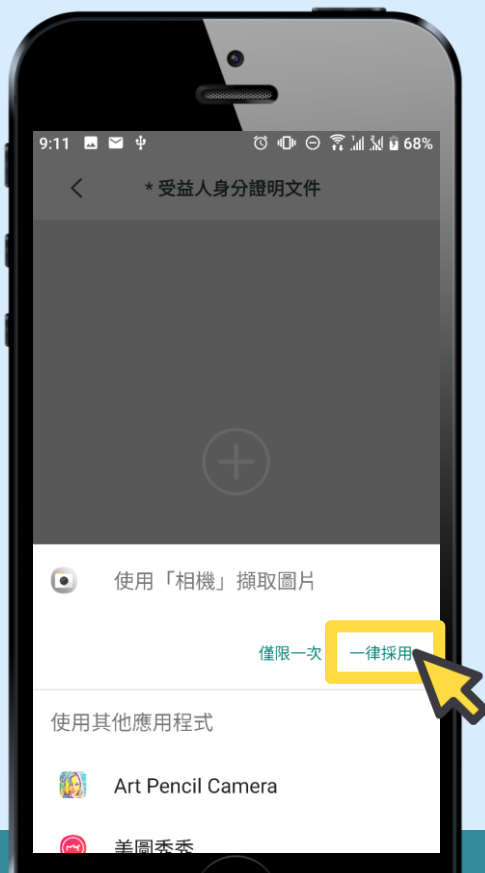 9:11 68%
* 受益人身分證明文件
使用「相機」擷取圖片
僅限一次 一律採用
使用其他應用程式
Art Pencil Camera
美圖秀秀